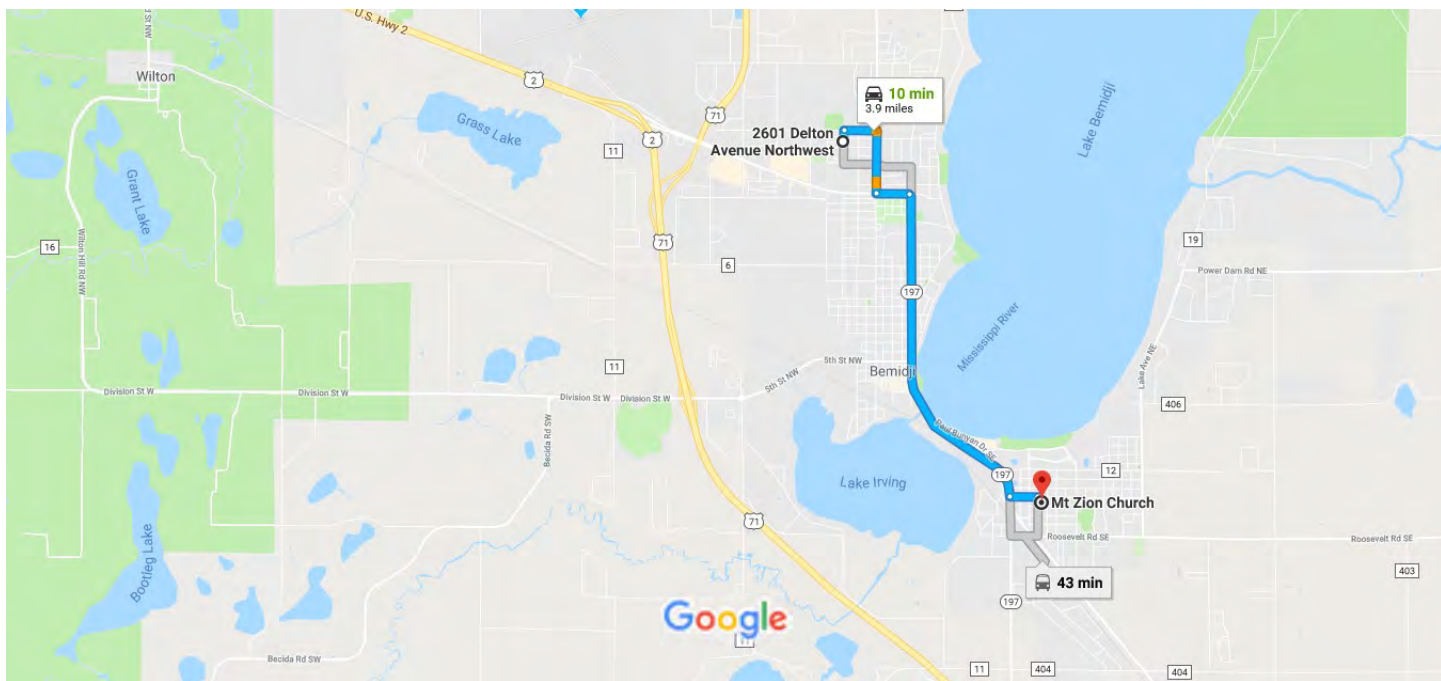 U.S. Hwy 2
Wilton
2
71
Grass Lake
2
10 min
3.9 miles
2601 Delton
Avenue Northwest
Lake Bemidji
11
Grant Lake
16
Wilton Hill Rd NW
71
6
19
Power Dam Rd NE
197
Mississippi River
Lake Ave NE
5th St NW
Bemidji
5th St NW
11
Division St W
Division St W
Division St W
Division St W
406
Becida Rd SW
Paul Bunyan Dr SE
Lake Irving
197
12
Mt Zion Church
71
Bootleg Lake
Roosevelt Rd SE
Roosevelt Rd SE
43 min
403
197
Google
Becida Rd SW
11
404
404